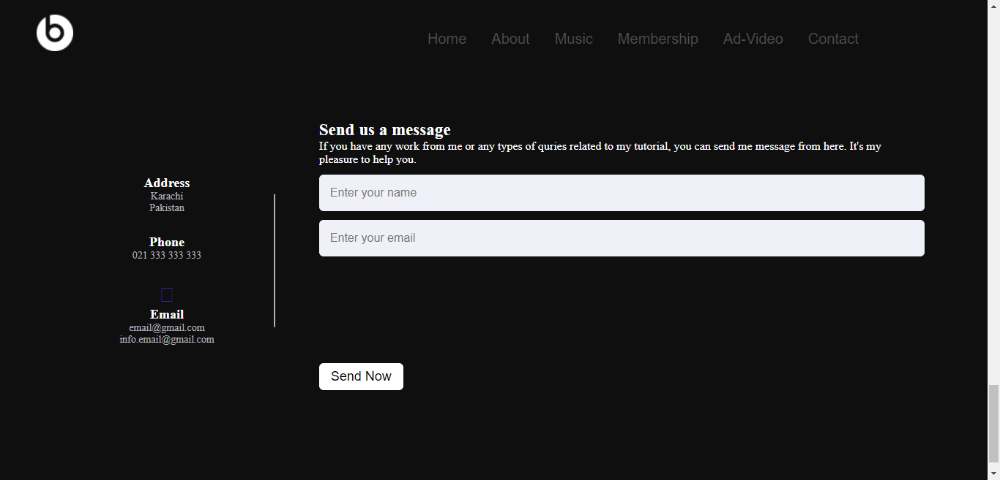 b
Home About Music Membership Ad-Video Contact
Send us a message
If you have any work from me or any types of quries related to my tutorial, you can send me message from here. It's my
pleasure to help you.
Address
Karachi
Pakistan
Phone
021 333 333 333
Email
email@gmail.com
info.email@gmail.com
Enter your name
Enter your email
Send Now